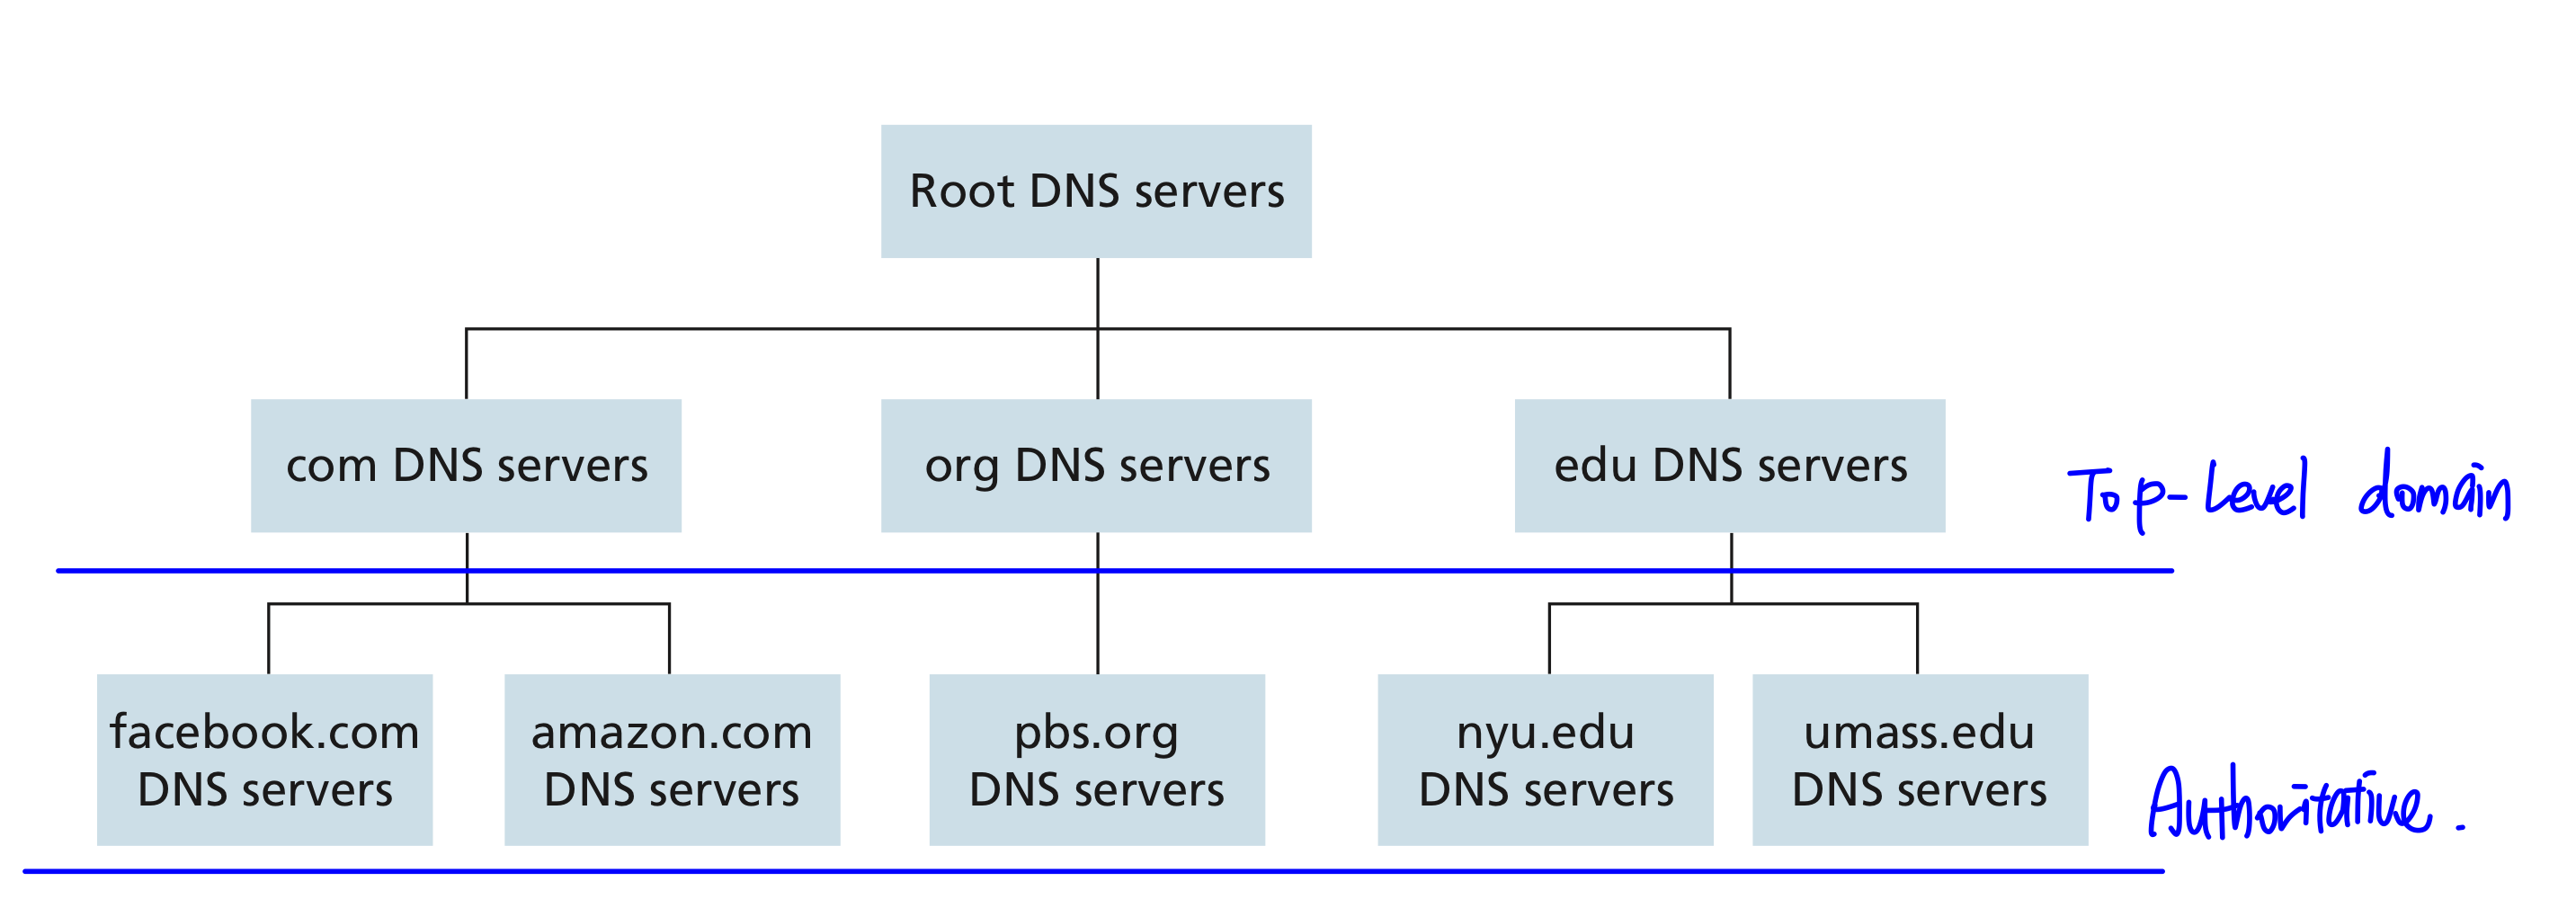 Root DNS servers
com DNS servers
org DNS servers
edu DNS servers
Top-Level domain
facebook.com
DNS servers
amazon.com
DNS servers
pbs.org
DNS servers
nyu.edu
DNS servers
umass.edu
DNS servers
Authoritative.